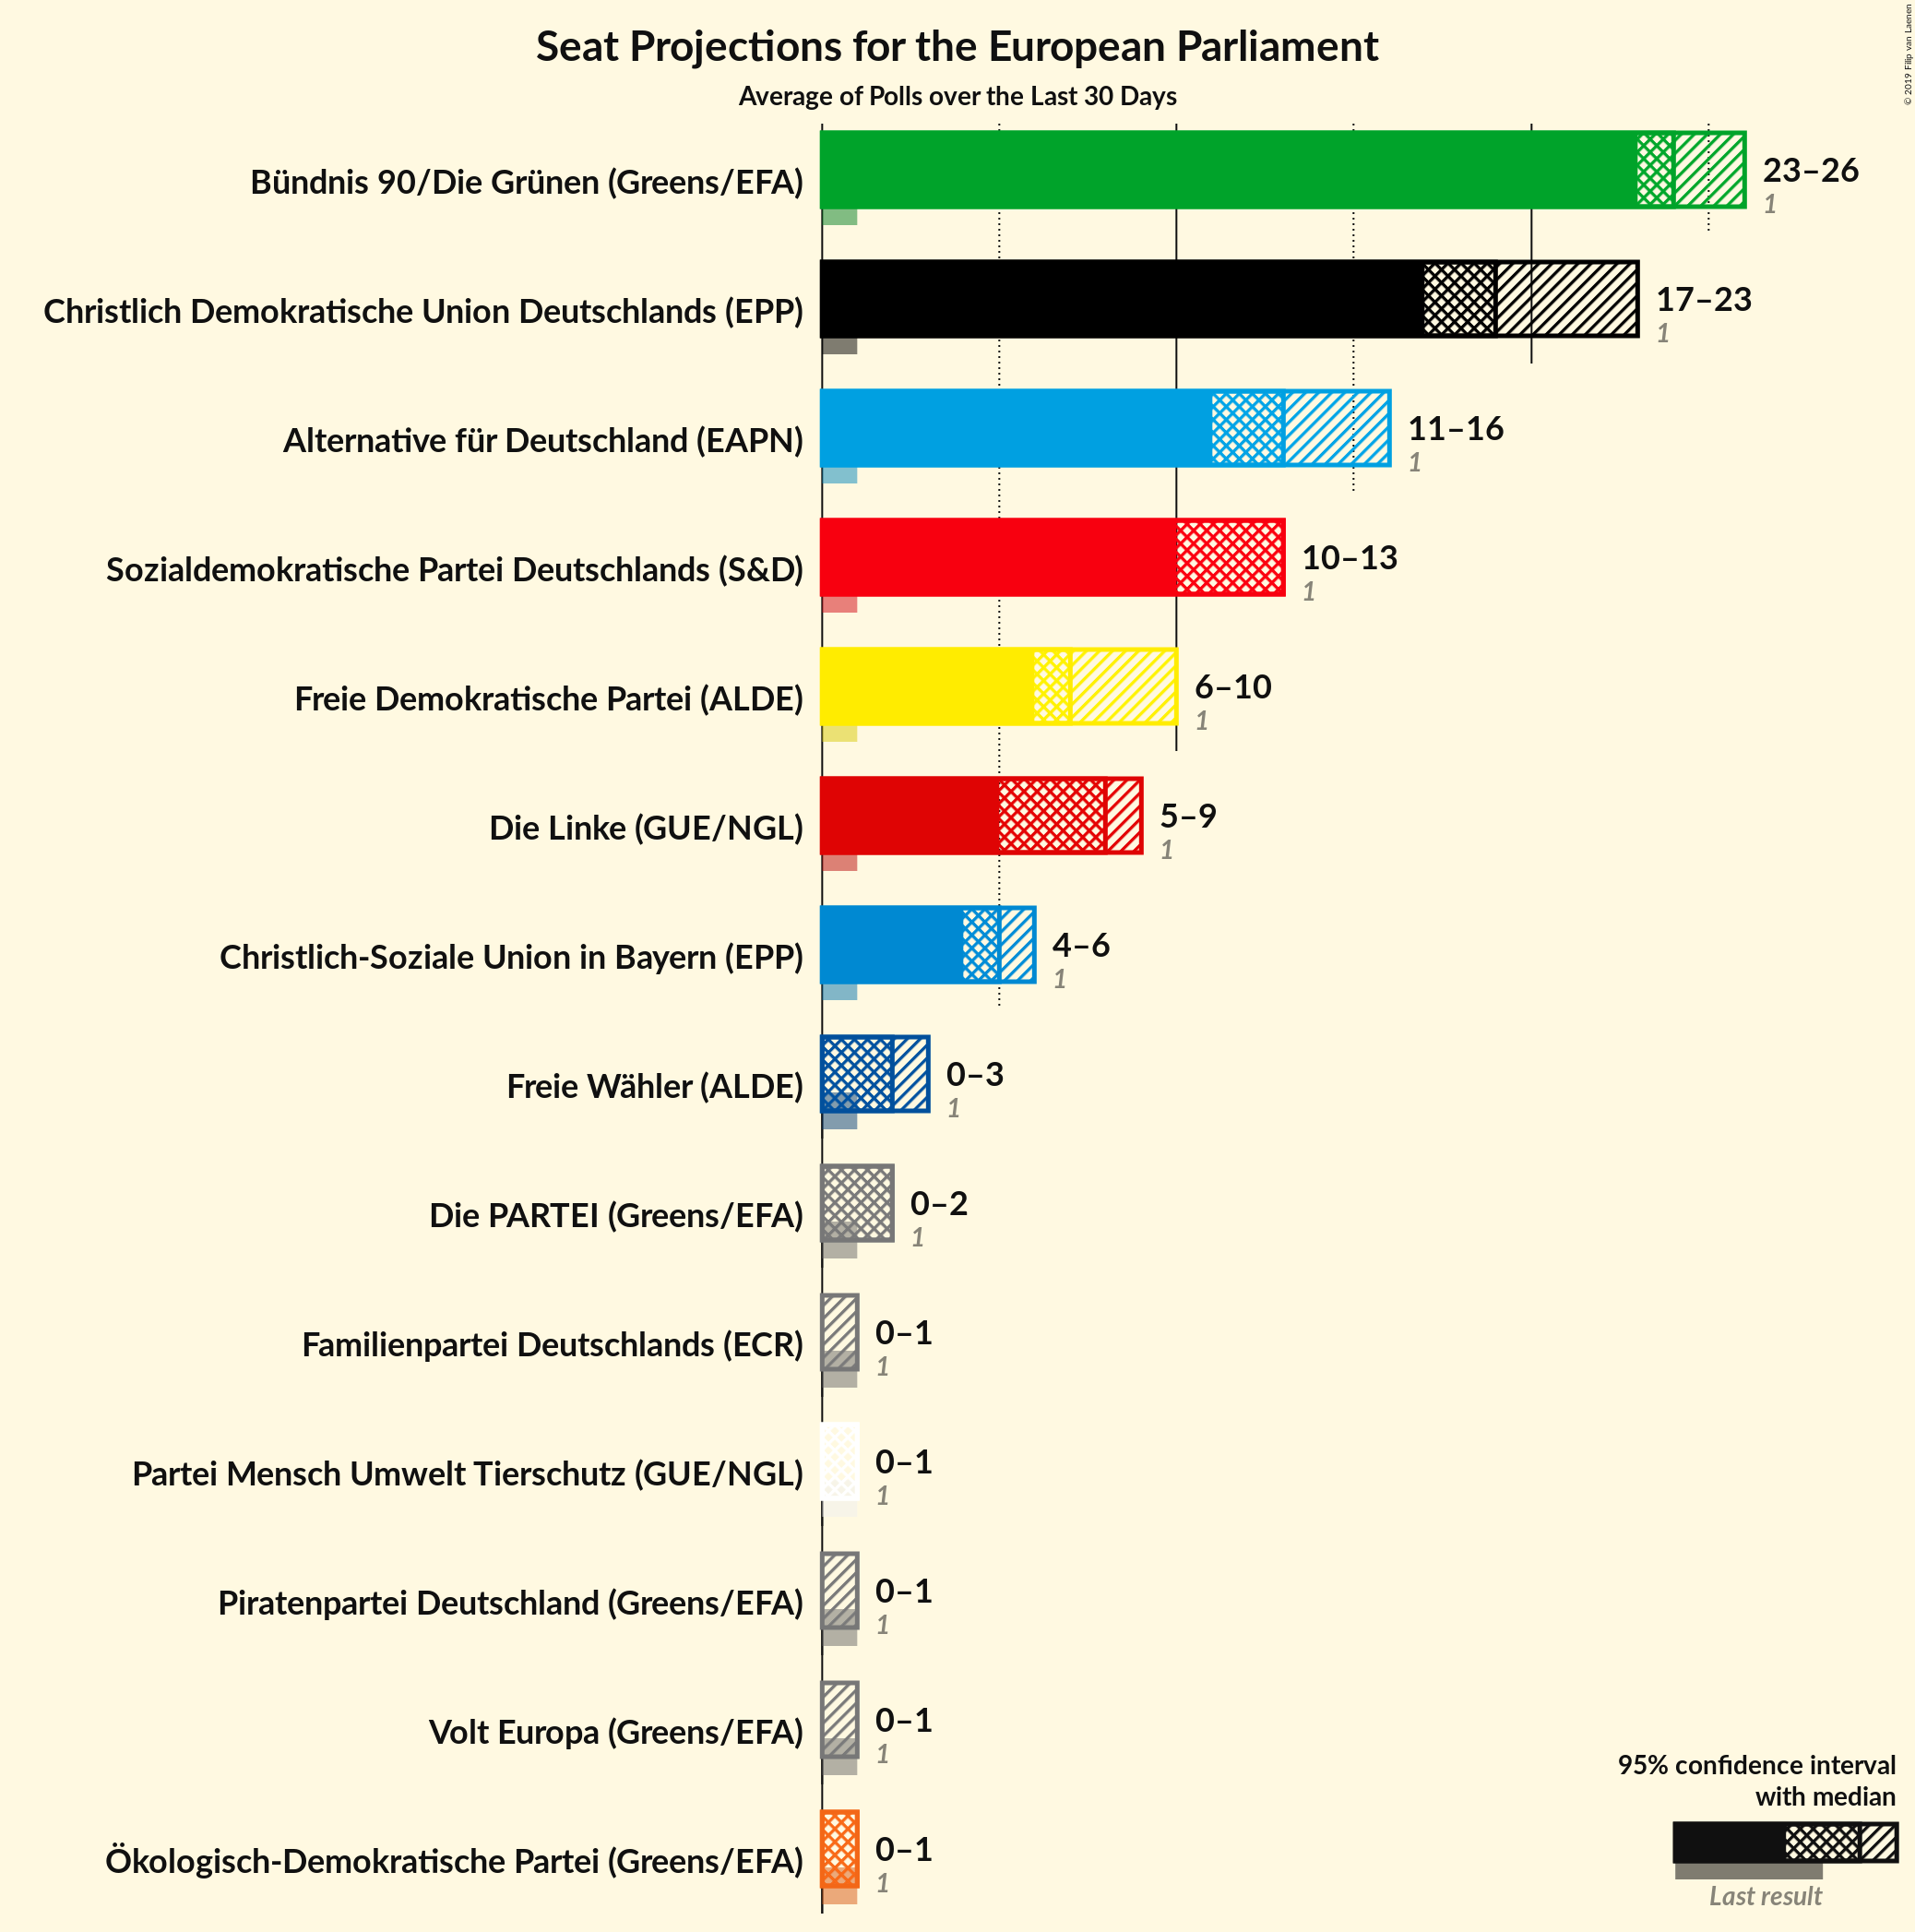 Seat Projections for the European Parliament
Average of Polls over the Last 30 Days
© 2019 Filip van Laenen
Bündnis 90/Die Grünen (Greens/EFA)
23–26
1
Christlich Demokratische Union Deutschlands (EPP)
17–23
1
Alternative für Deutschland (EAPN)
11–16
1
Sozialdemokratische Partei Deutschlands (S&D)
10–13
1
Freie Demokratische Partei (ALDE)
6–10
1
Die Linke (GUE/NGL)
5–9
1
Christlich-Soziale Union in Bayern (EPP)
4–6
1
Freie Wähler (ALDE)
0–3
1
Die PARTEI (Greens/EFA)
0–2
1
Familienpartei Deutschlands (ECR)
0–1
1
Partei Mensch Umwelt Tierschutz (GUE/NGL)
0–1
1
Piratenpartei Deutschland (Greens/EFA)
0–1
1
Volt Europa (Greens/EFA)
0–1
1
Ökologisch-Demokratische Partei (Greens/EFA)
0–1
1
95% confidence interval
with median
Last result